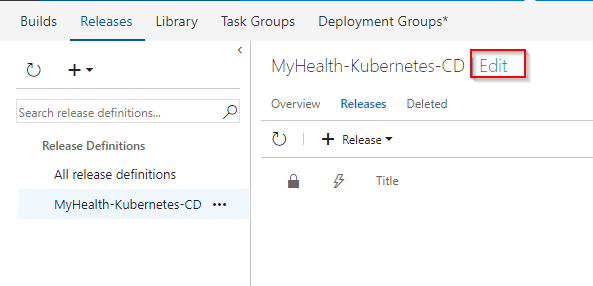 Builds Releases Library Task Groups Deployment Groups*
MyHealth-Kubernetes-CD | Edit
Search release definitions...
Overview Releases Deleted
Release Definitions
Release
All release definitions
Title
MyHealth-Kubernetes-CD ...